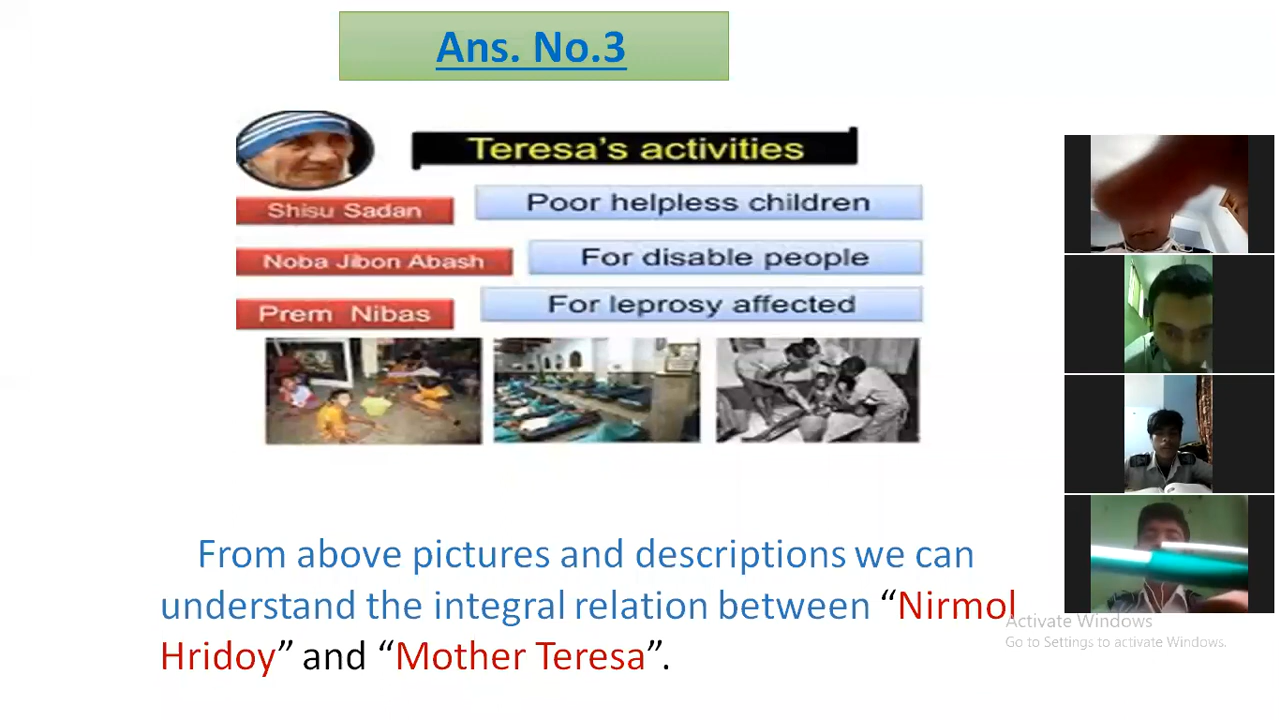 Ans. No.3
Teresa's activities
Shisu Sadan
Poor helpless children
Noba Jibon Abash
For disable people
Prem Nibas
For leprosy affected
From above pictures and descriptions we can
understand the integral relation between “Nirmol
Hridoy” and “Mother Teresa”.
Activate Windows
Go to Settings to activate Windows.